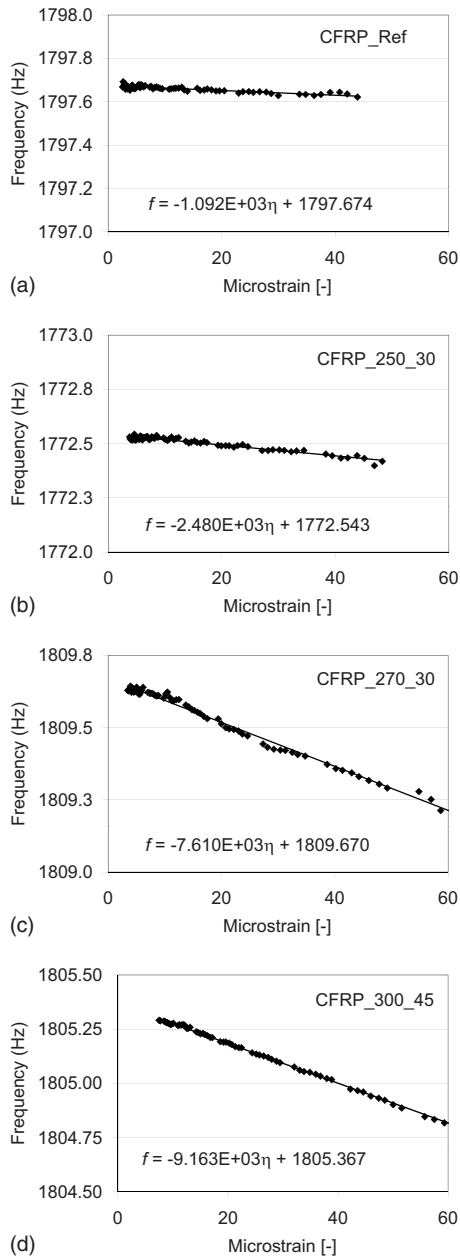 1798.0
CFRP_Ref
1797.8
1797.6
1797.4
1797.2
f = -1.092E+03η + 1797.674
1797.0
0 20 40 60
Frequency (Hz)
(a)
Microstrain [-]
1773.0
CFRP_250_30
1772.8
1772.5
1772.3
f = -2.480E+03η + 1772.543
1772.0
0 20 40 60
Frequency (Hz)
(b)
Microstrain [-]
1809.8
CFRP_270_30
1809.5
1809.3
f = -7.610E+03η + 1809.670
1809.0
0 20 40 60
Frequency (Hz)
(c)
Microstrain [-]
1805.50
CFRP_300_45
1805.25
1805.00
1804.75
f = -9.163E+03η + 1805.367
1804.50
0 20 40 60
Frequency (Hz)
(d)
Microstrain [-]